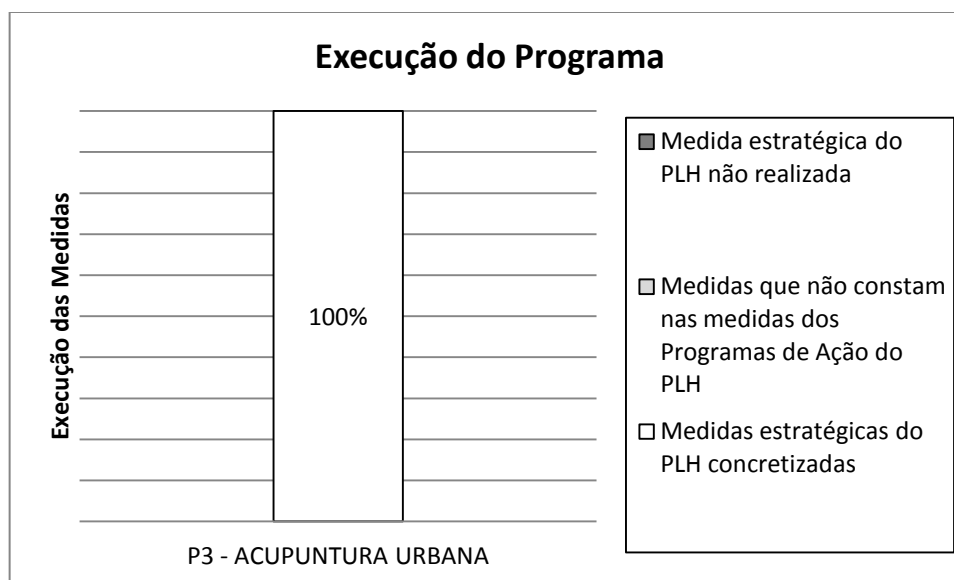 Execução do Programa
Execução das Medidas
100%
P3 - ACUPUNTURA URBANA
Medida estratégica do
PLH não realizada
Medidas que não constam
nas medidas dos
Programas de Ação do
PLH
Medidas estratégicas do
PLH concretizadas